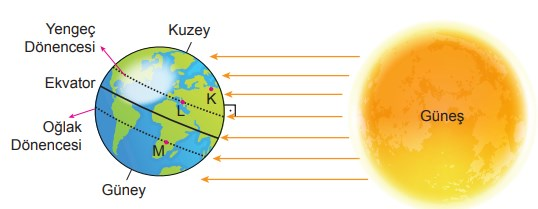 Yengeç
Dönencesi
Kuzey
Ekvator
K
L
Oğlak
Dönencesi
M
Güney
Güneş